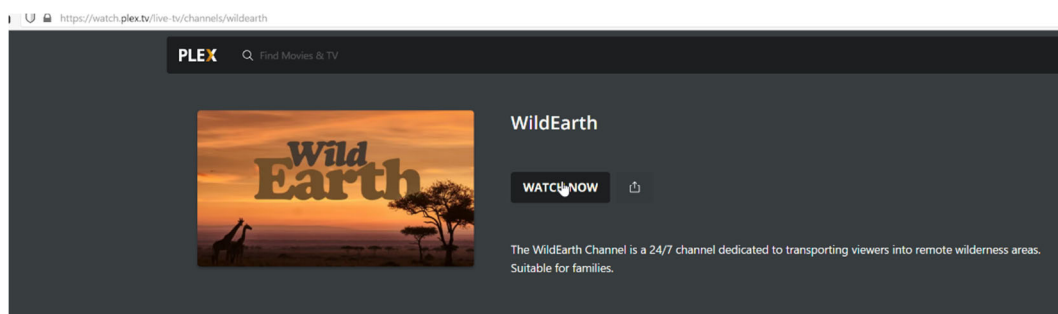 https://watch.plex.tv/live-tv/channels/wildearth
PLEX
Find Movies & TV
Wild
Earth
WildEarth
WATCH NOW
The WildEarth Channel is a 24/7 channel dedicated to transporting viewers into remote wilderness areas.
Suitable for families.